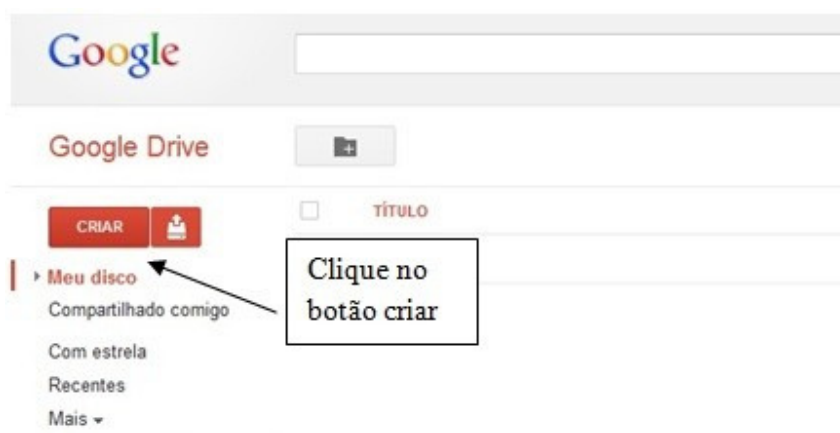 Google
Google Drive
CRIAR
TÍTULO
Meu disco
Clique no
botão criar
Compartilhado comigo
Com estrela
Recentes
Mais